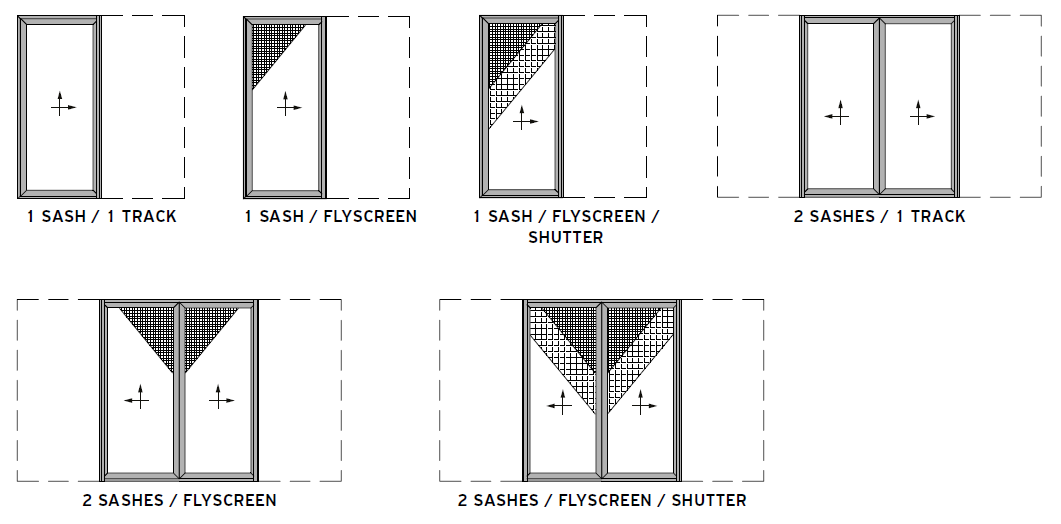 1 SASH / 1 TRACK
1 SASH / FLYSCREEN
1 SASH / FLYSCREEN /
SHUTTER
2 SASHES / 1 TRACK
2 SASHES / FLYSCREEN
2 SASHES / FLYSCREEN / SHUTTER